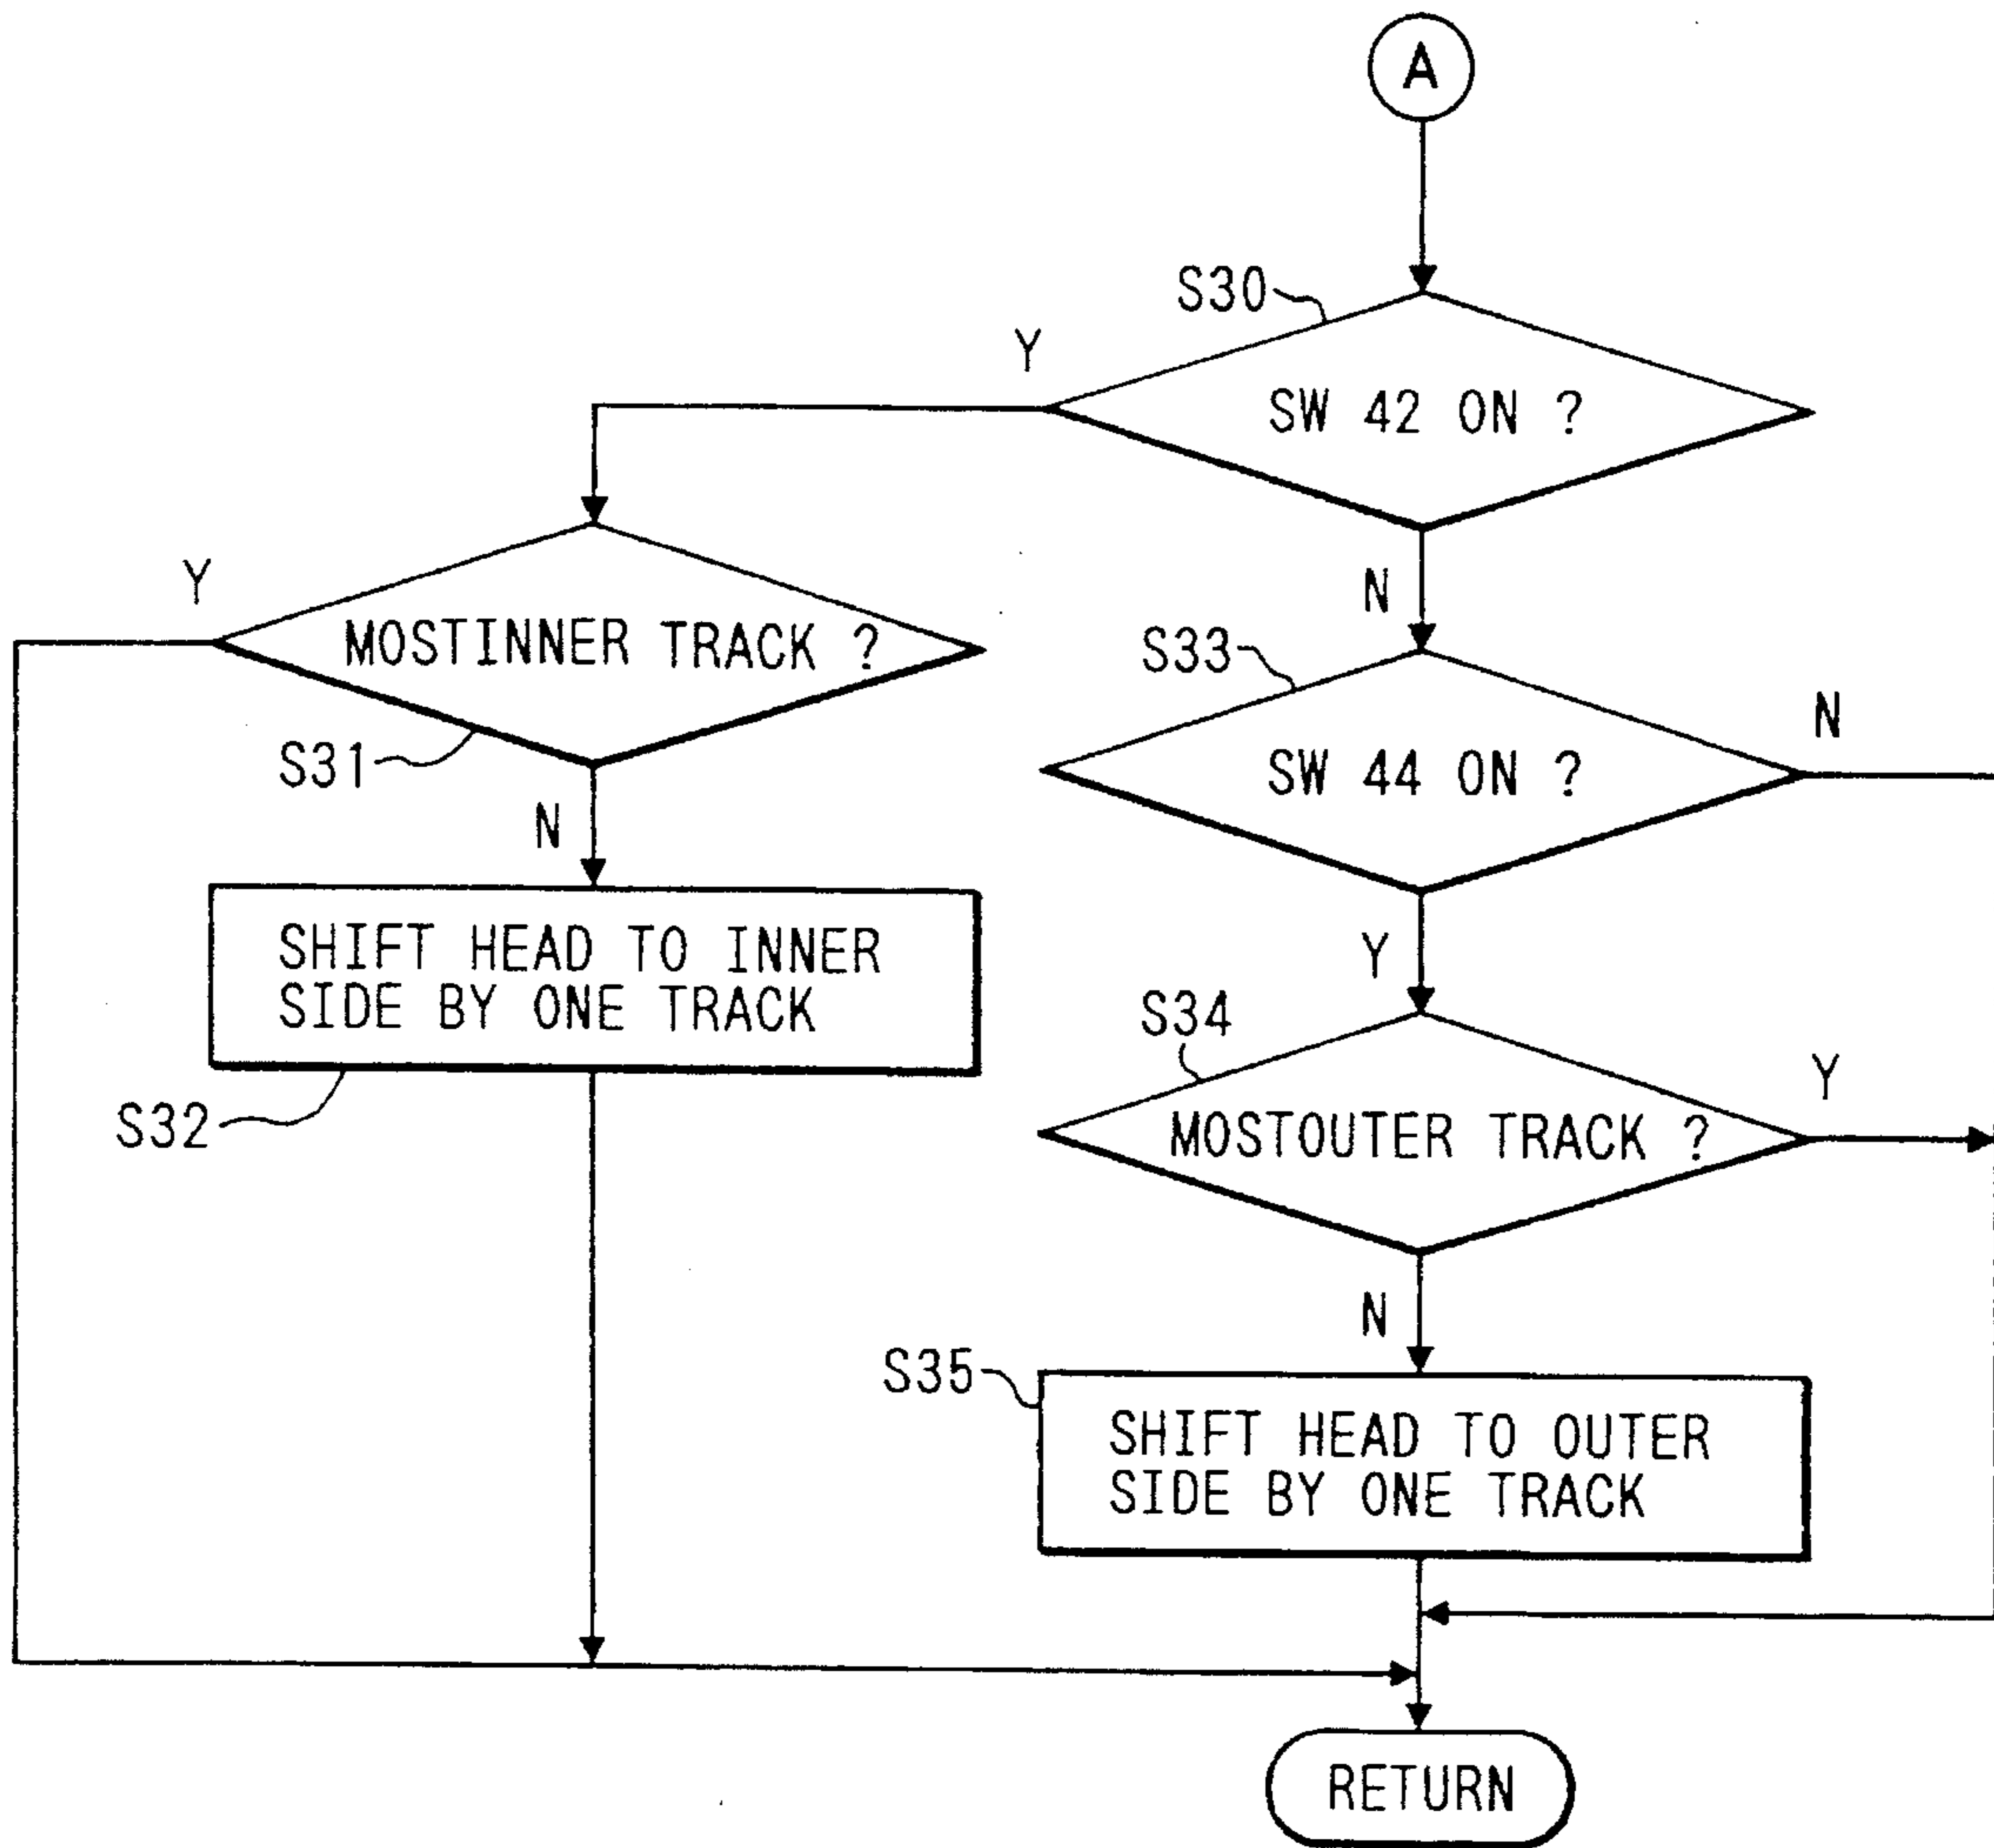 A
S30
Y
SW 42 ON ?
N
Y
MOSTINNER TRACK ?
S31
N
SHIFT HEAD TO INNER
SIDE BY ONE TRACK
S32
S33
N
SW 44 ON ?
Y
S34
Y
MOSTOUTER TRACK ?
N
S35
SHIFT HEAD TO OUTER
SIDE BY ONE TRACK
RETURN